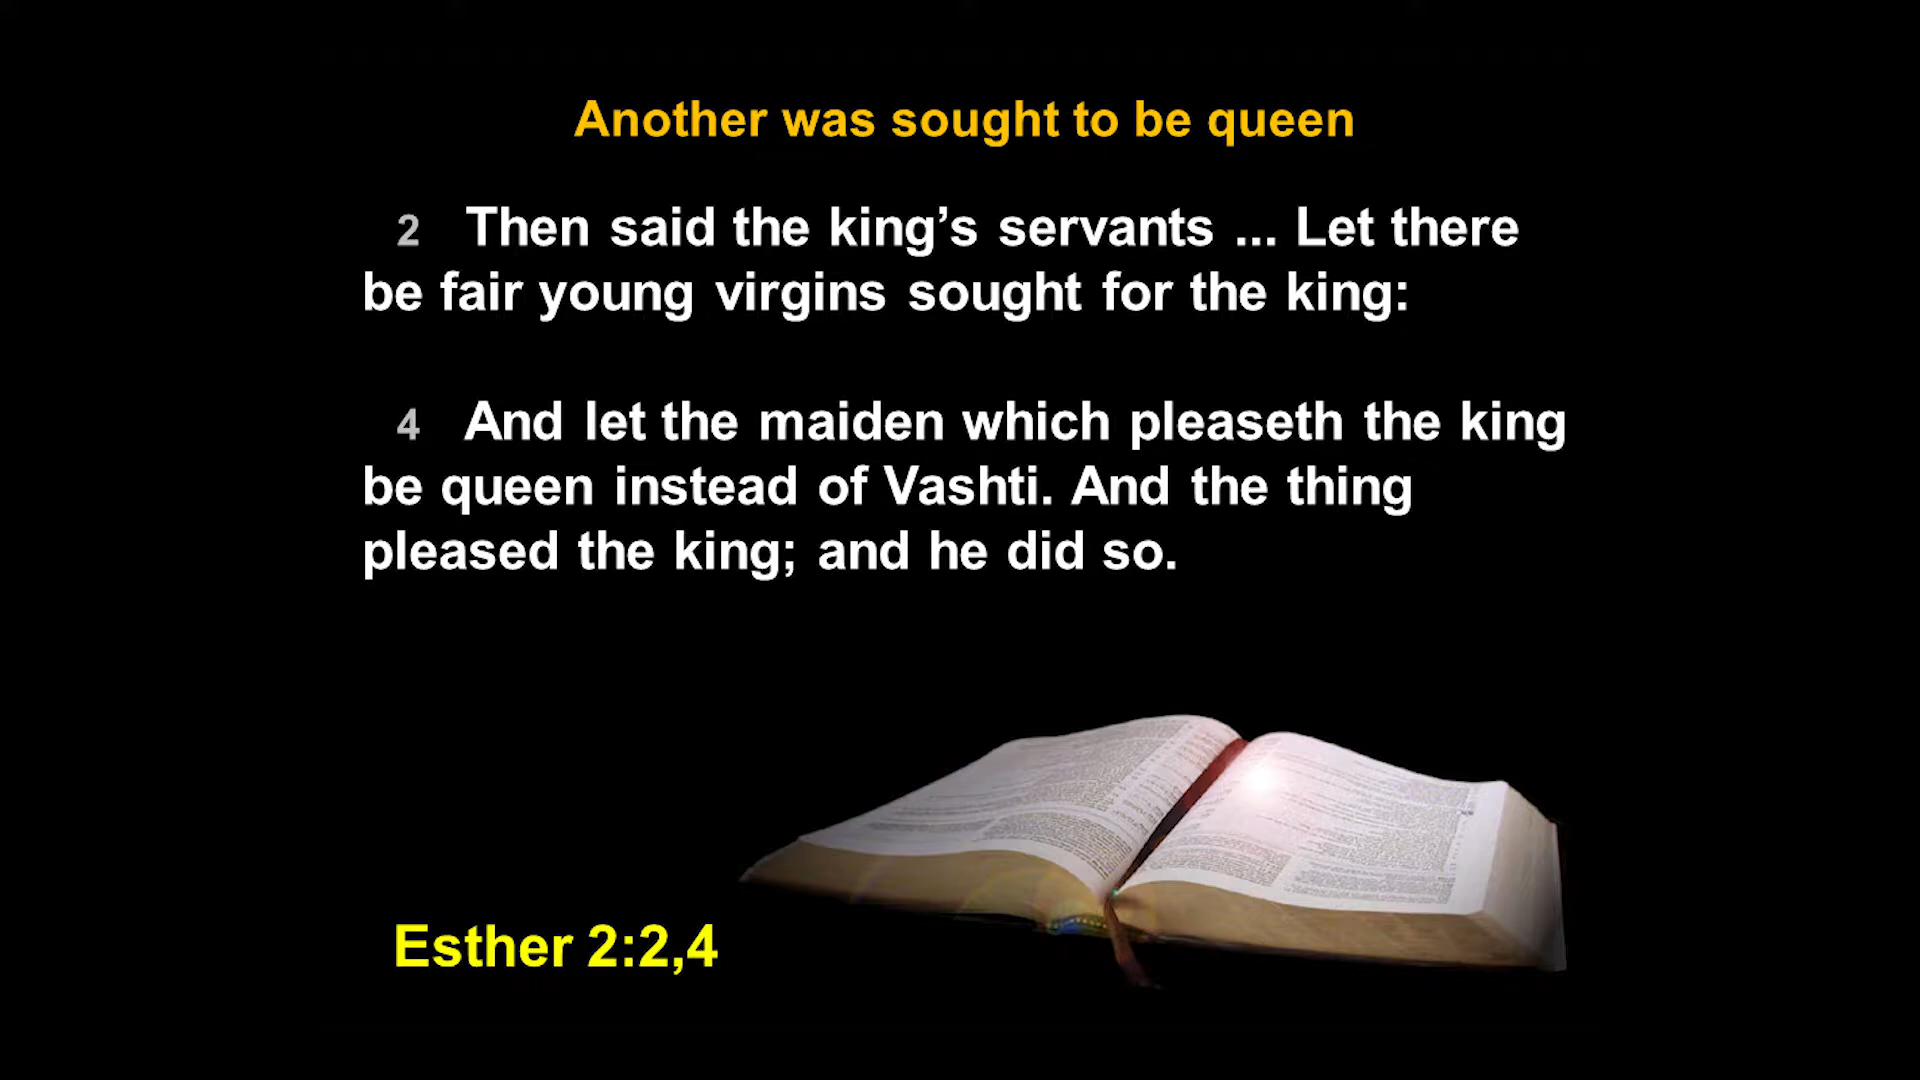 Another was sought to be queen
2 Then said the king’s servants ... Let there
be fair young virgins sought for the king:
4 And let the maiden which pleaseth the king
be queen instead of Vashti. And the thing
pleased the king; and he did so.
Esther 2:2,4